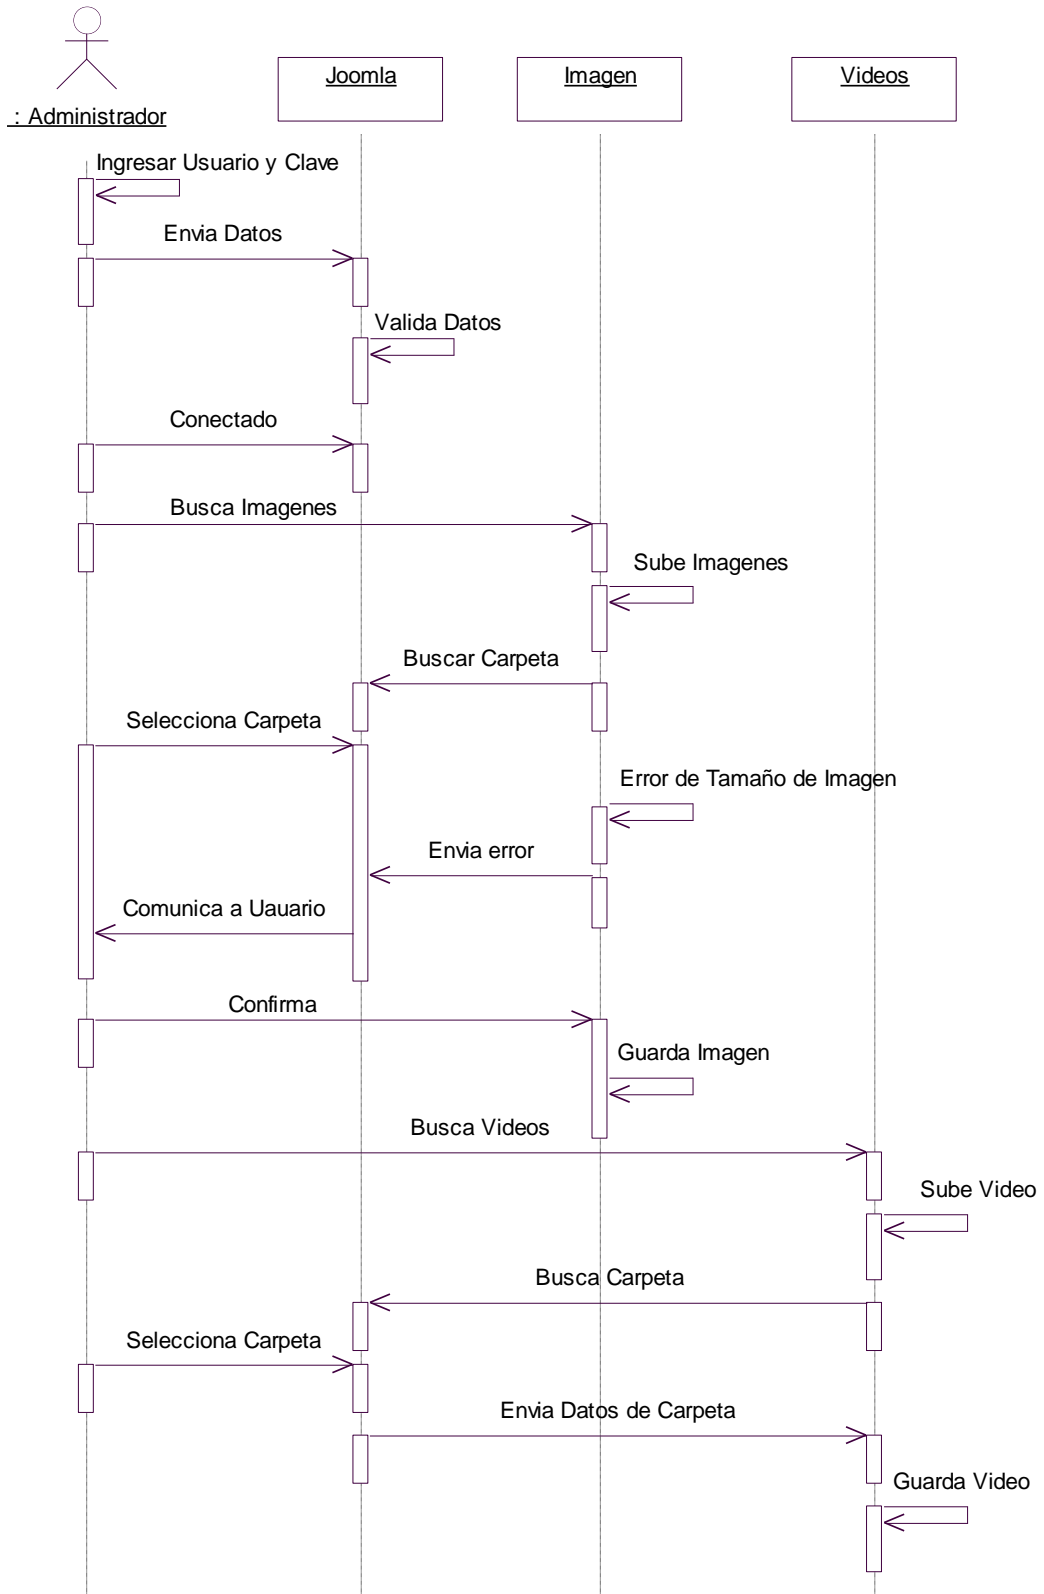 : Administrador
Joomla
Imagen
Videos
Ingresar Usuario y Clave
Envia Datos
Valida Datos
Conectado
Busca Imagenes
Sube Imagenes
Buscar Carpeta
Selecciona Carpeta
Error de Tamaño de Imagen
Envia error
Comunica a Uauario
Confirma
Guarda Imagen
Busca Videos
Sube Video
Busca Carpeta
Selecciona Carpeta
Envia Datos de Carpeta
Guarda Video